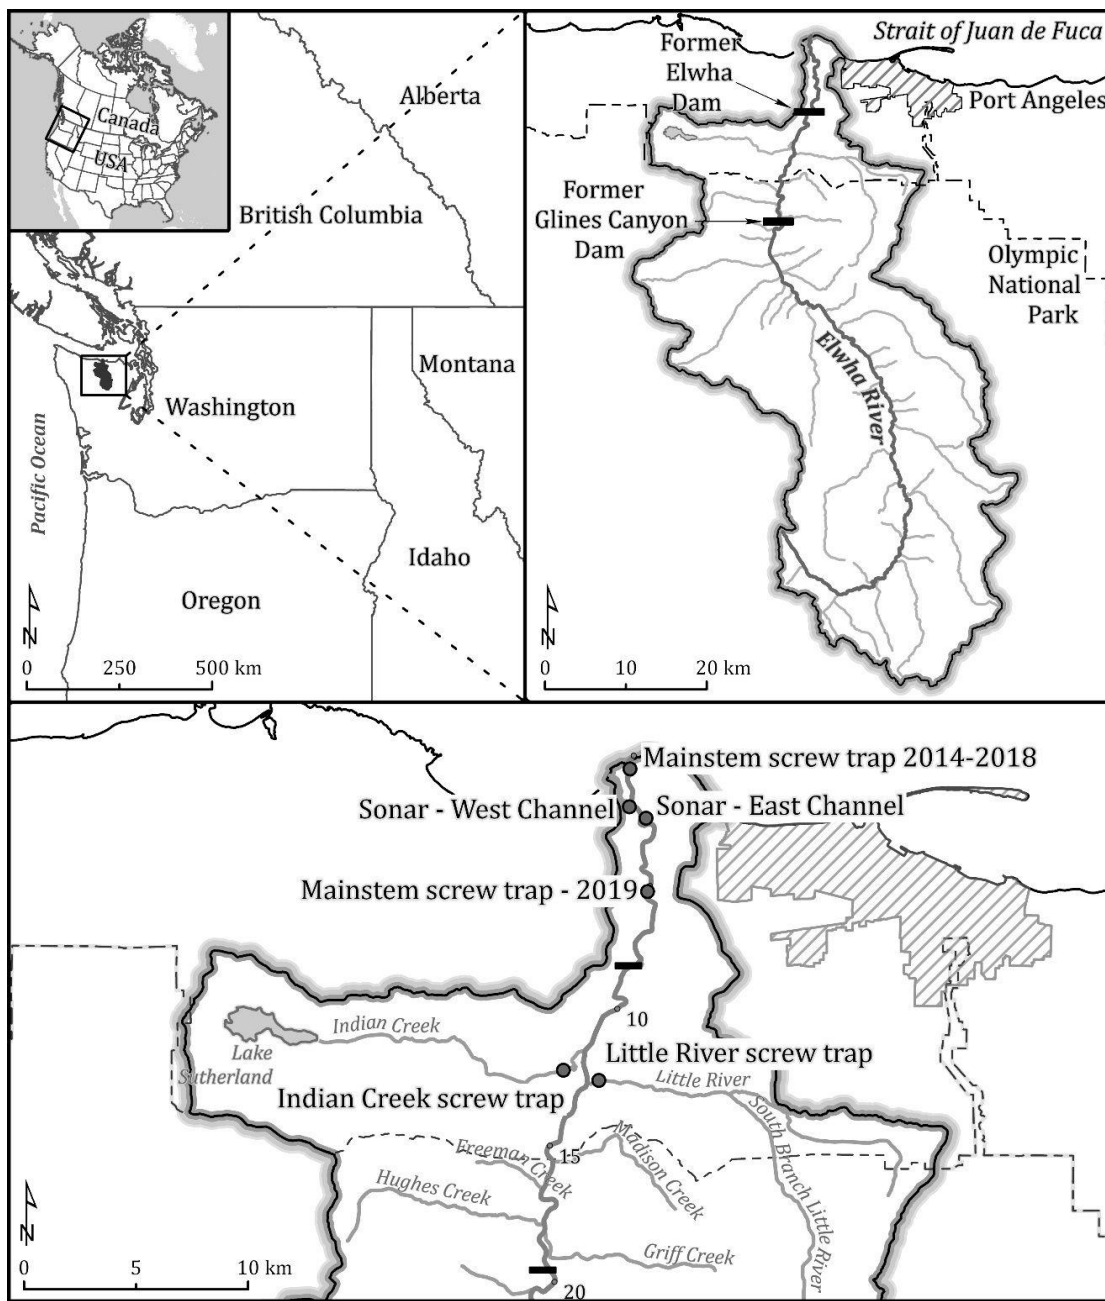 Canada
USA
Alberta
British Columbia
Montana
Washington
Pacific Ocean
Idaho
Oregon
N
0 250 500 km
Strait of Juan de Fuca
Former
Elwha
Dam
Port Angeles
Former
Glines Canyon
Dam
Olympic
National
Park
Elwha River
N
0 10 20 km
Mainstem screw trap 2014-2018
Sonar - West Channel
Sonar - East Channel
Mainstem screw trap - 2019
10
Indian Creek
Lake
Sutherland
Little River screw trap
Little River
Indian Creek screw trap
South Branch Little River
Madison Creek
Freeman Creek
15
Hughes Creek
Griff Creek
20
N
0 5 10 km